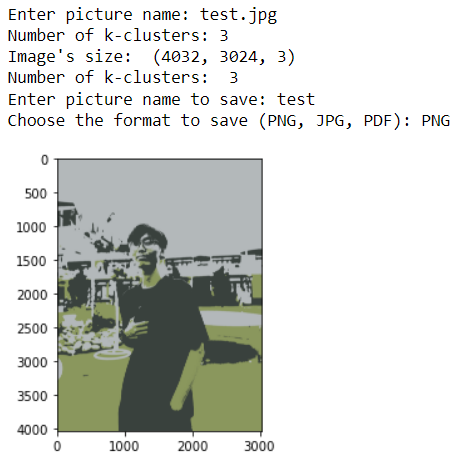 Enter picture name: test.jpg
Number of k-clusters: 3
Image's size:  (4032, 3024, 3)
Number of k-clusters:  3
Enter picture name to save: test
Choose the format to save (PNG, JPG, PDF): PNG
0
500
1000
1500
2000
2500
3000
3500
4000
0 1000 2000 3000